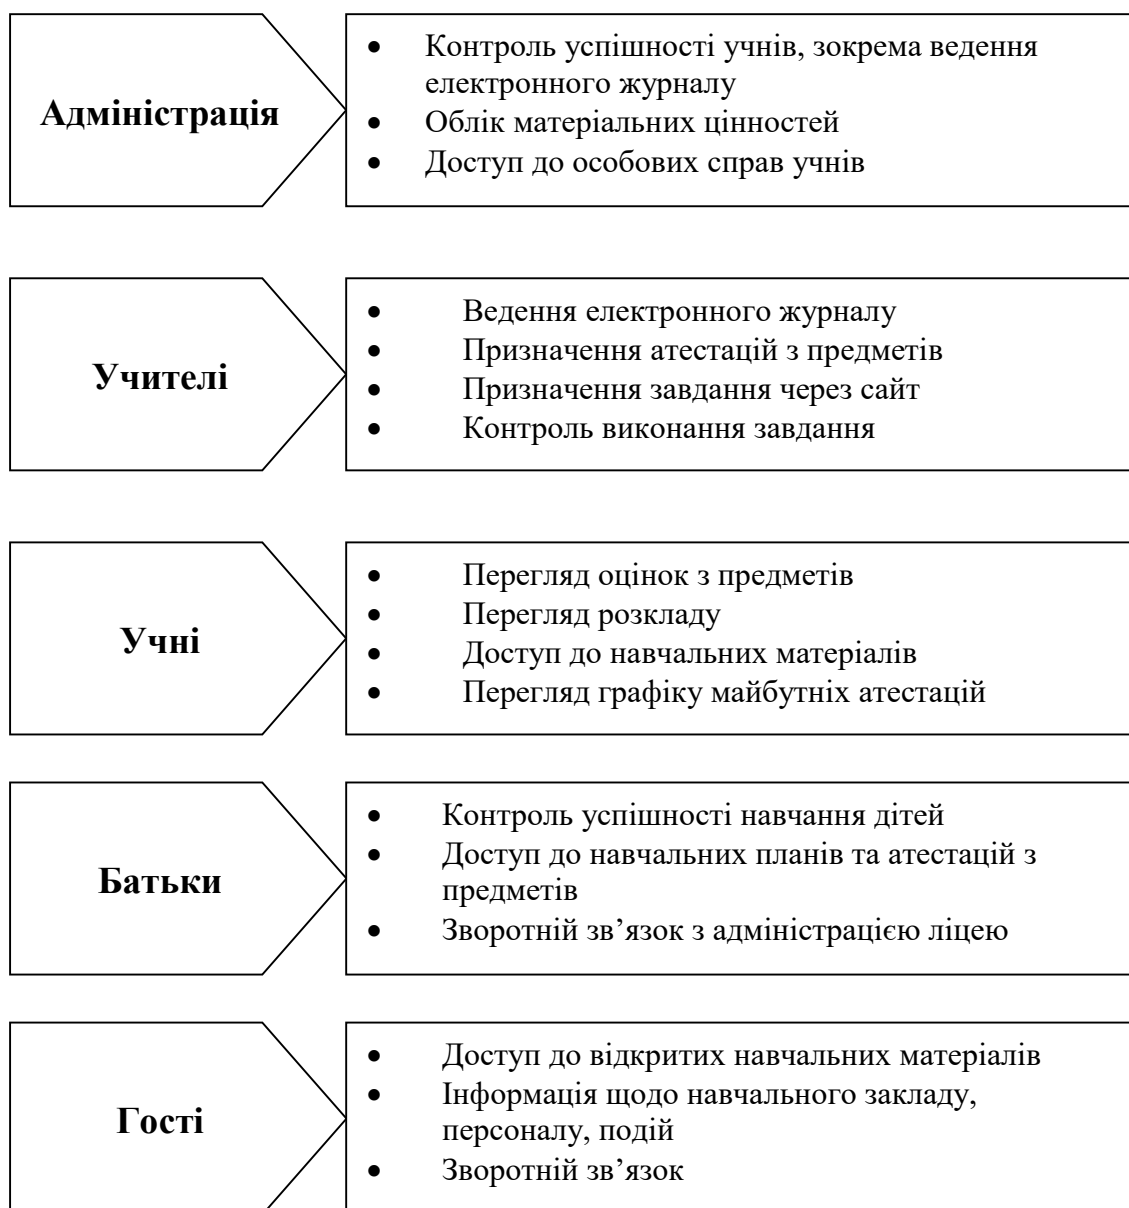 Адміністрація
• Контроль успішності учнів, зокрема ведення
електронного журналу
• Облік матеріальних цінностей
• Доступ до особових справ учнів
Учителі
• Ведення електронного журналу
• Призначення атестацій з предметів
• Призначення завдання через сайт
• Контроль виконання завдання
Учні
• Перегляд оцінок з предметів
• Перегляд розкладу
• Доступ до навчальних матеріалів
• Перегляд графіку майбутніх атестацій
Батьки
• Контроль успішності навчання дітей
• Доступ до навчальних планів та атестацій з
предметів
• Зворотній зв’язок з адміністрацією ліцею
Гості
• Доступ до відкритих навчальних матеріалів
• Інформація щодо навчального закладу,
персоналу, подій
• Зворотній зв’язок